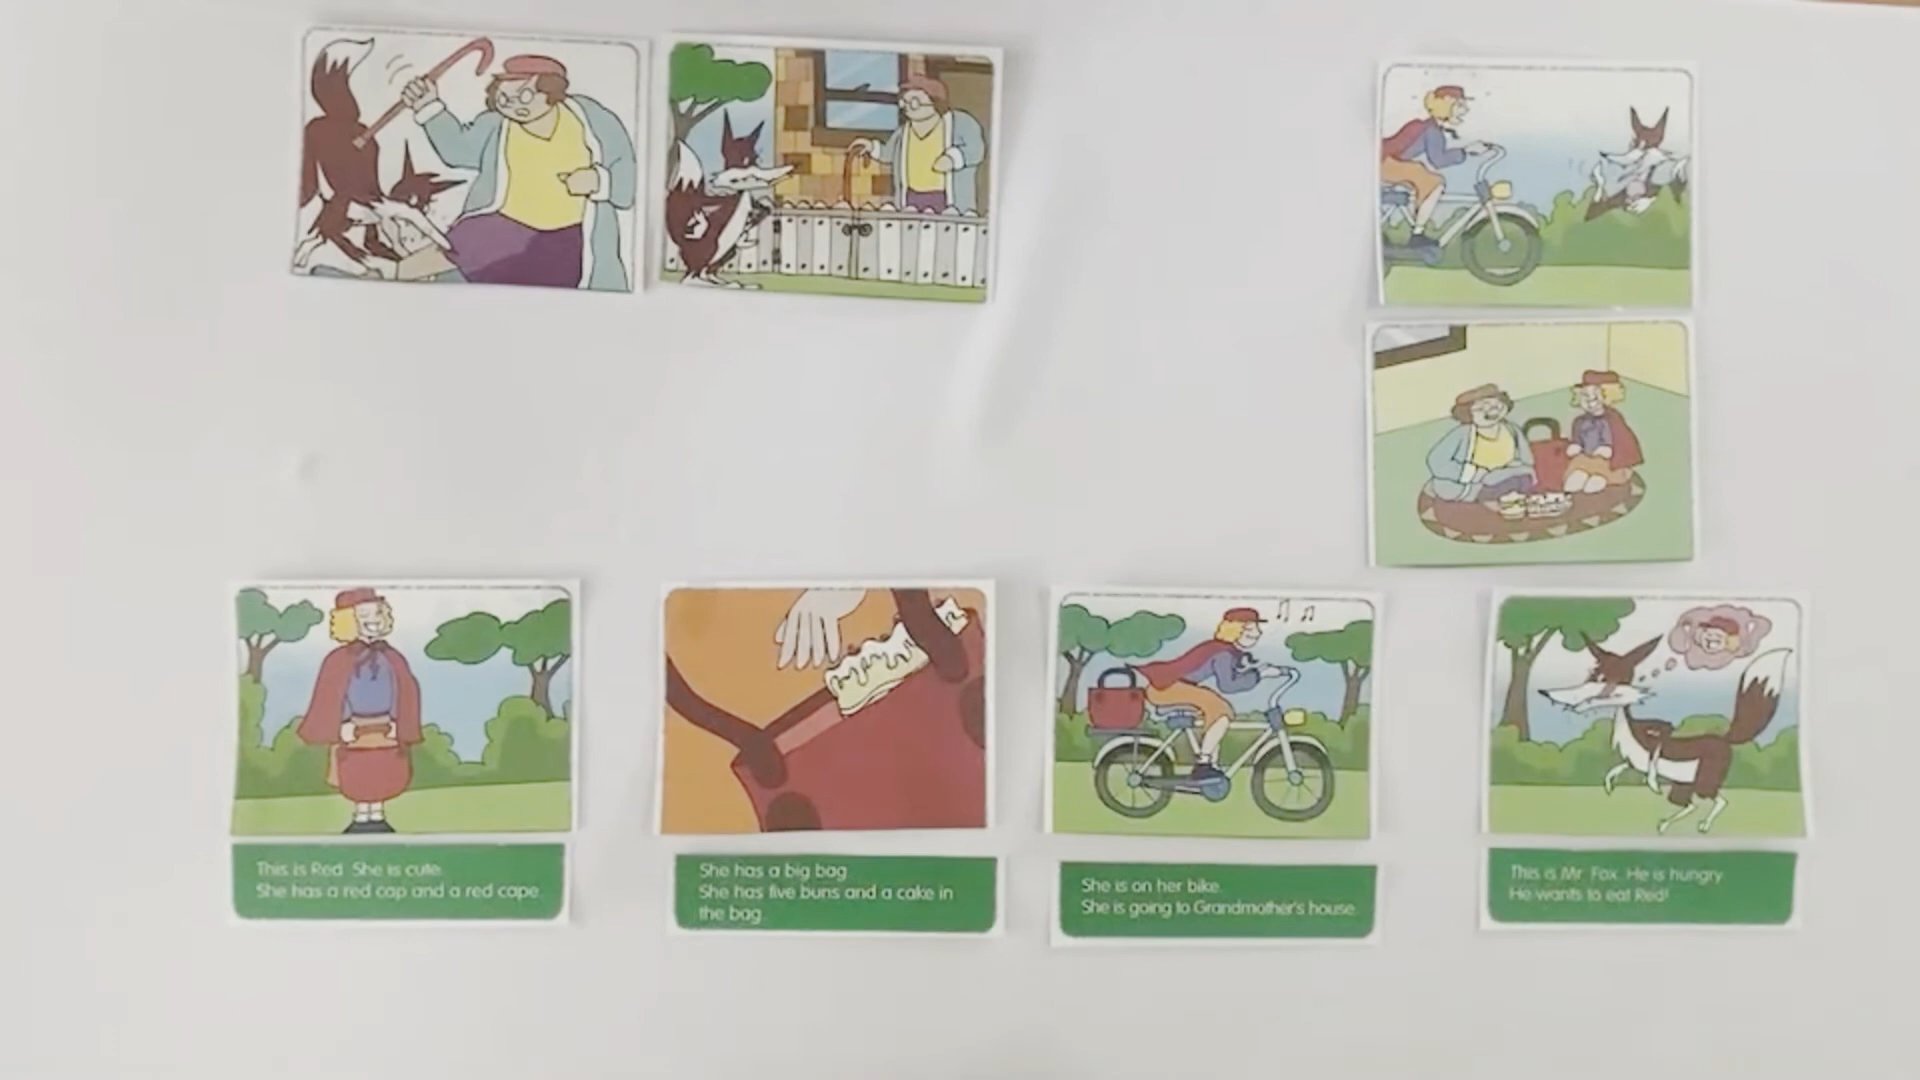 This is Red. She is cute.
She has a red cap and a red cape.
She has a big bag.
She has five buns and a cake in
the bag.
She is on her bike.
She is going to Grandmother's house.
This is Mr. Fox. He is hungry.
He wants to eat Red!